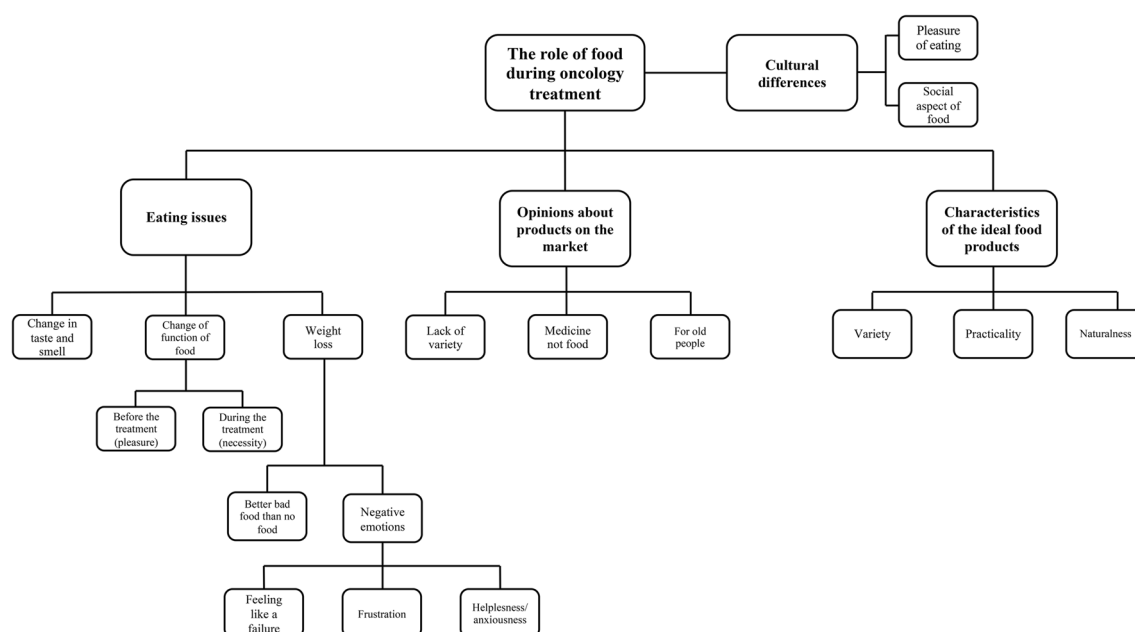 The role of food
during oncology
treatment
Cultural
differences
Pleasure
of eating
Social
aspect of
food
Eating issues
Opinions about
products on the
market
Characteristics
of the ideal food
products
Change in
taste and
smell
Change of
function of
food
Weight
loss
Lack of
variety
Medicine
not food
For old
people
Variety
Practicality
Naturalness
Before the
treatment
(pleasure)
During the
treatment
(necessity)
Better bad
food than no
food
Negative
emotions
Feeling
like a
failure
Frustration
Helplesness/
anxiousness